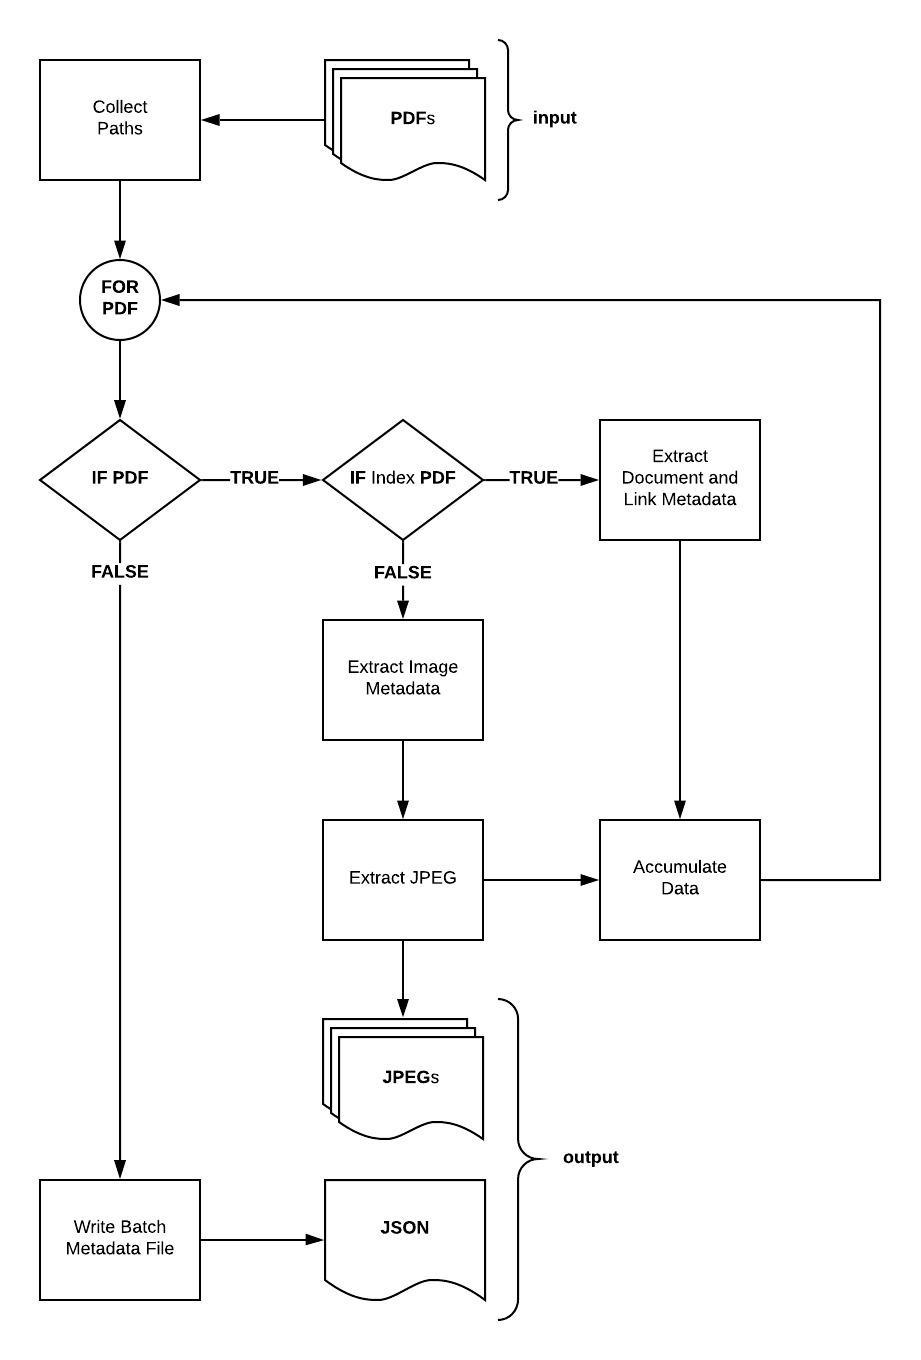 Collect
Paths
PDFs
input
FOR
PDF
IF PDF
TRUE
IF Index PDF
TRUE
Extract
Document and
Link Metadata
FALSE
FALSE
Extract Image
Metadata
Extract JPEG
Accumulate
Data
JPEGs
output
Write Batch
Metadata File
JSON